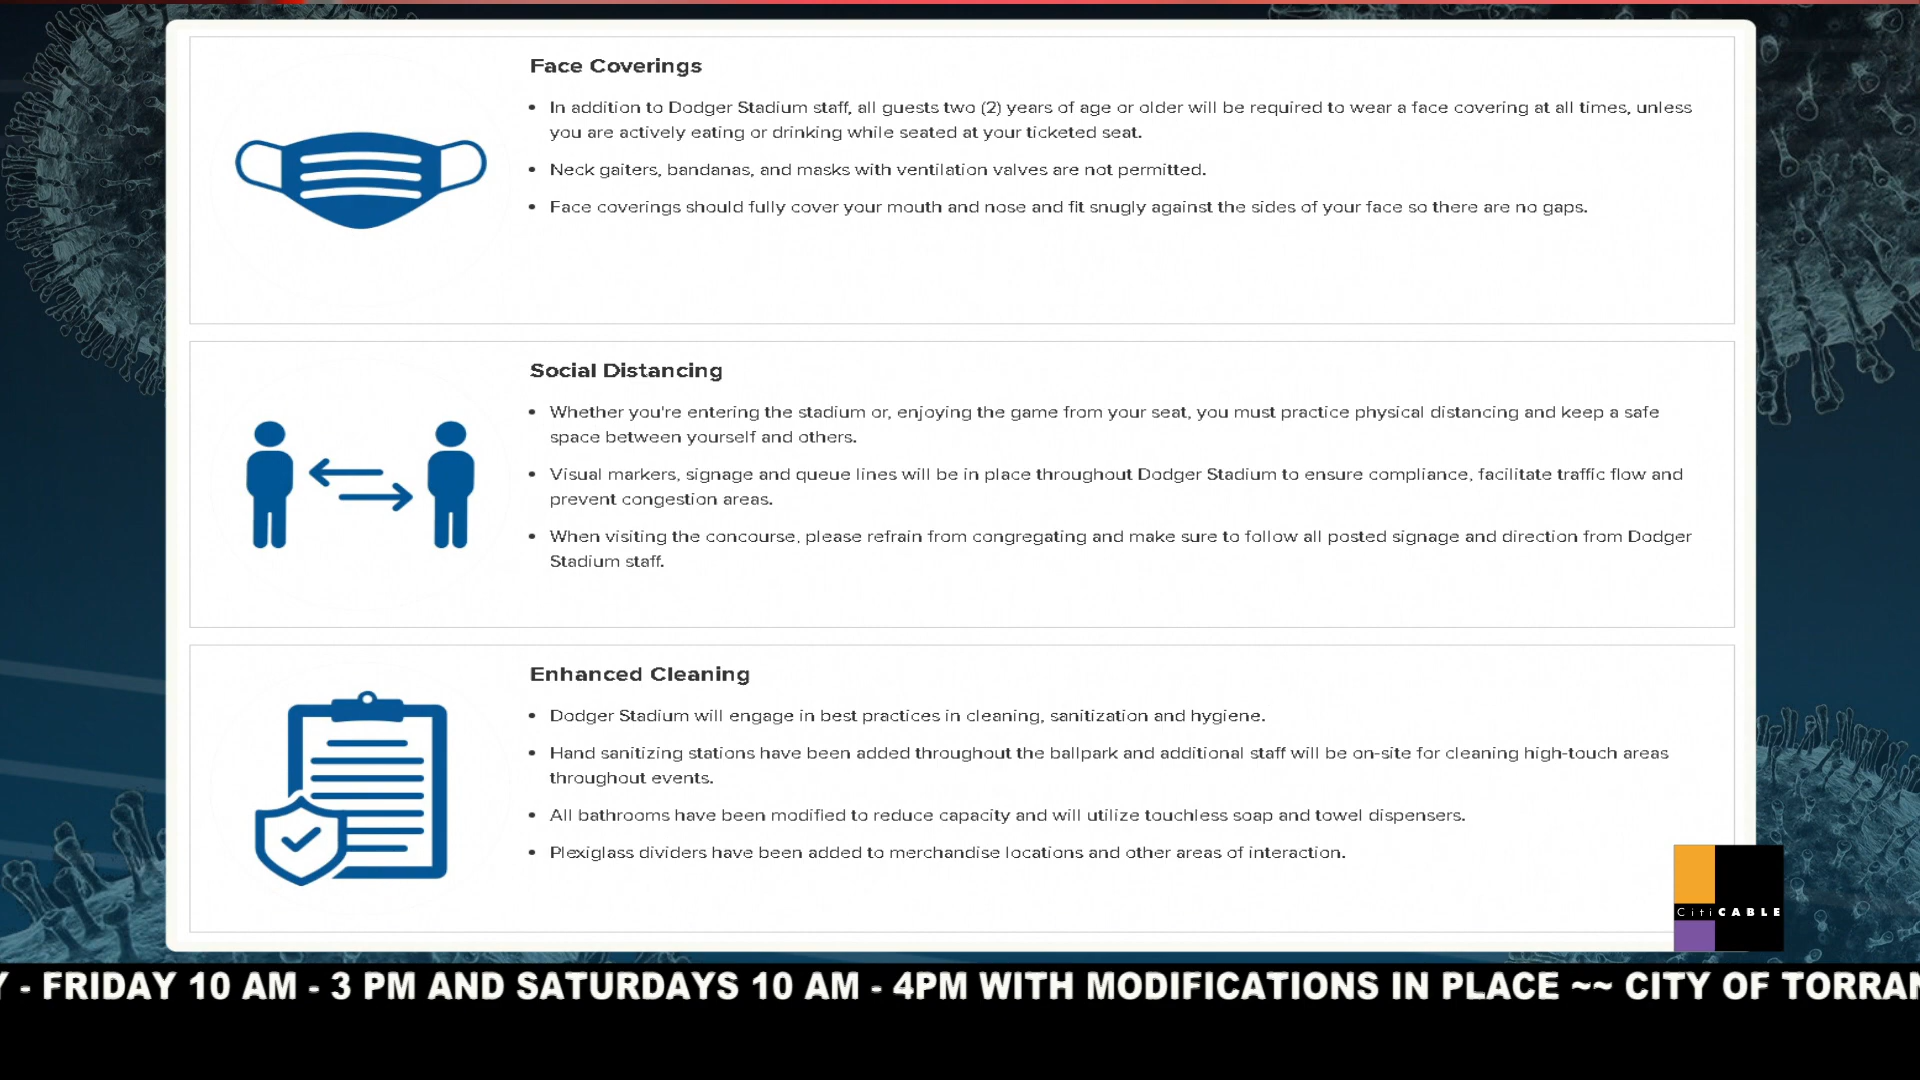 Face Coverings
• In addition to Dodger Stadium staff, all guests two (2) years of age or older will be required to wear a face covering at all times, unless
you are actively eating or drinking while seated at your ticketed seat.
• Neck gaiters, bandanas, and masks with ventilation valves are not permitted.
• Face coverings should fully cover your mouth and nose and fit snugly against the sides of your face so there are no gaps.
Social Distancing
• Whether you're entering the stadium or, enjoying the game from your seat, you must practice physical distancing and keep a safe
space between yourself and others.
• Visual markers, signage and queue lines will be in place throughout Dodger Stadium to ensure compliance, facilitate traffic flow and
prevent congestion areas.
• When visiting the concourse, please refrain from congregating and make sure to follow all posted signage and direction from Dodger
Stadium staff.
Enhanced Cleaning
• Dodger Stadium will engage in best practices in cleaning, sanitization and hygiene.
• Hand sanitizing stations have been added throughout the ballpark and additional staff will be on-site for cleaning high-touch areas
throughout events.
• All bathrooms have been modified to reduce capacity and will utilize touchless soap and towel dispensers.
• Plexiglass dividers have been added to merchandise locations and other areas of interaction.
CitiCABLE
Y - FRIDAY 10 AM - 3 PM AND SATURDAYS 10 AM - 4PM WITH MODIFICATIONS IN PLACE ~~ CITY OF TORRAN